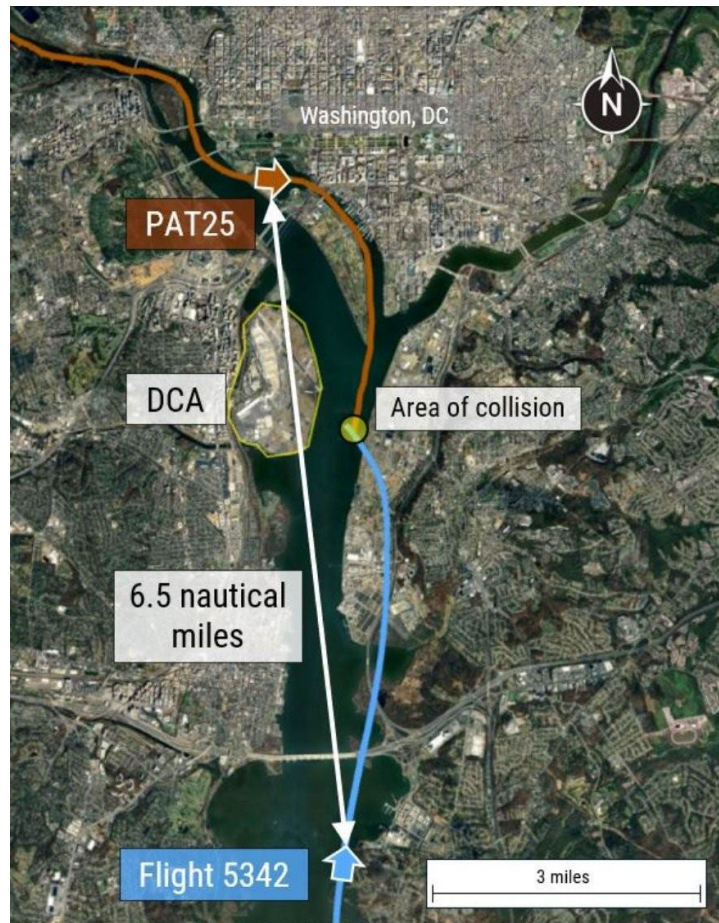 Washington, DC
N
PAT25
DCA
Area of collision
6.5 nautical
miles
Flight 5342
3 miles